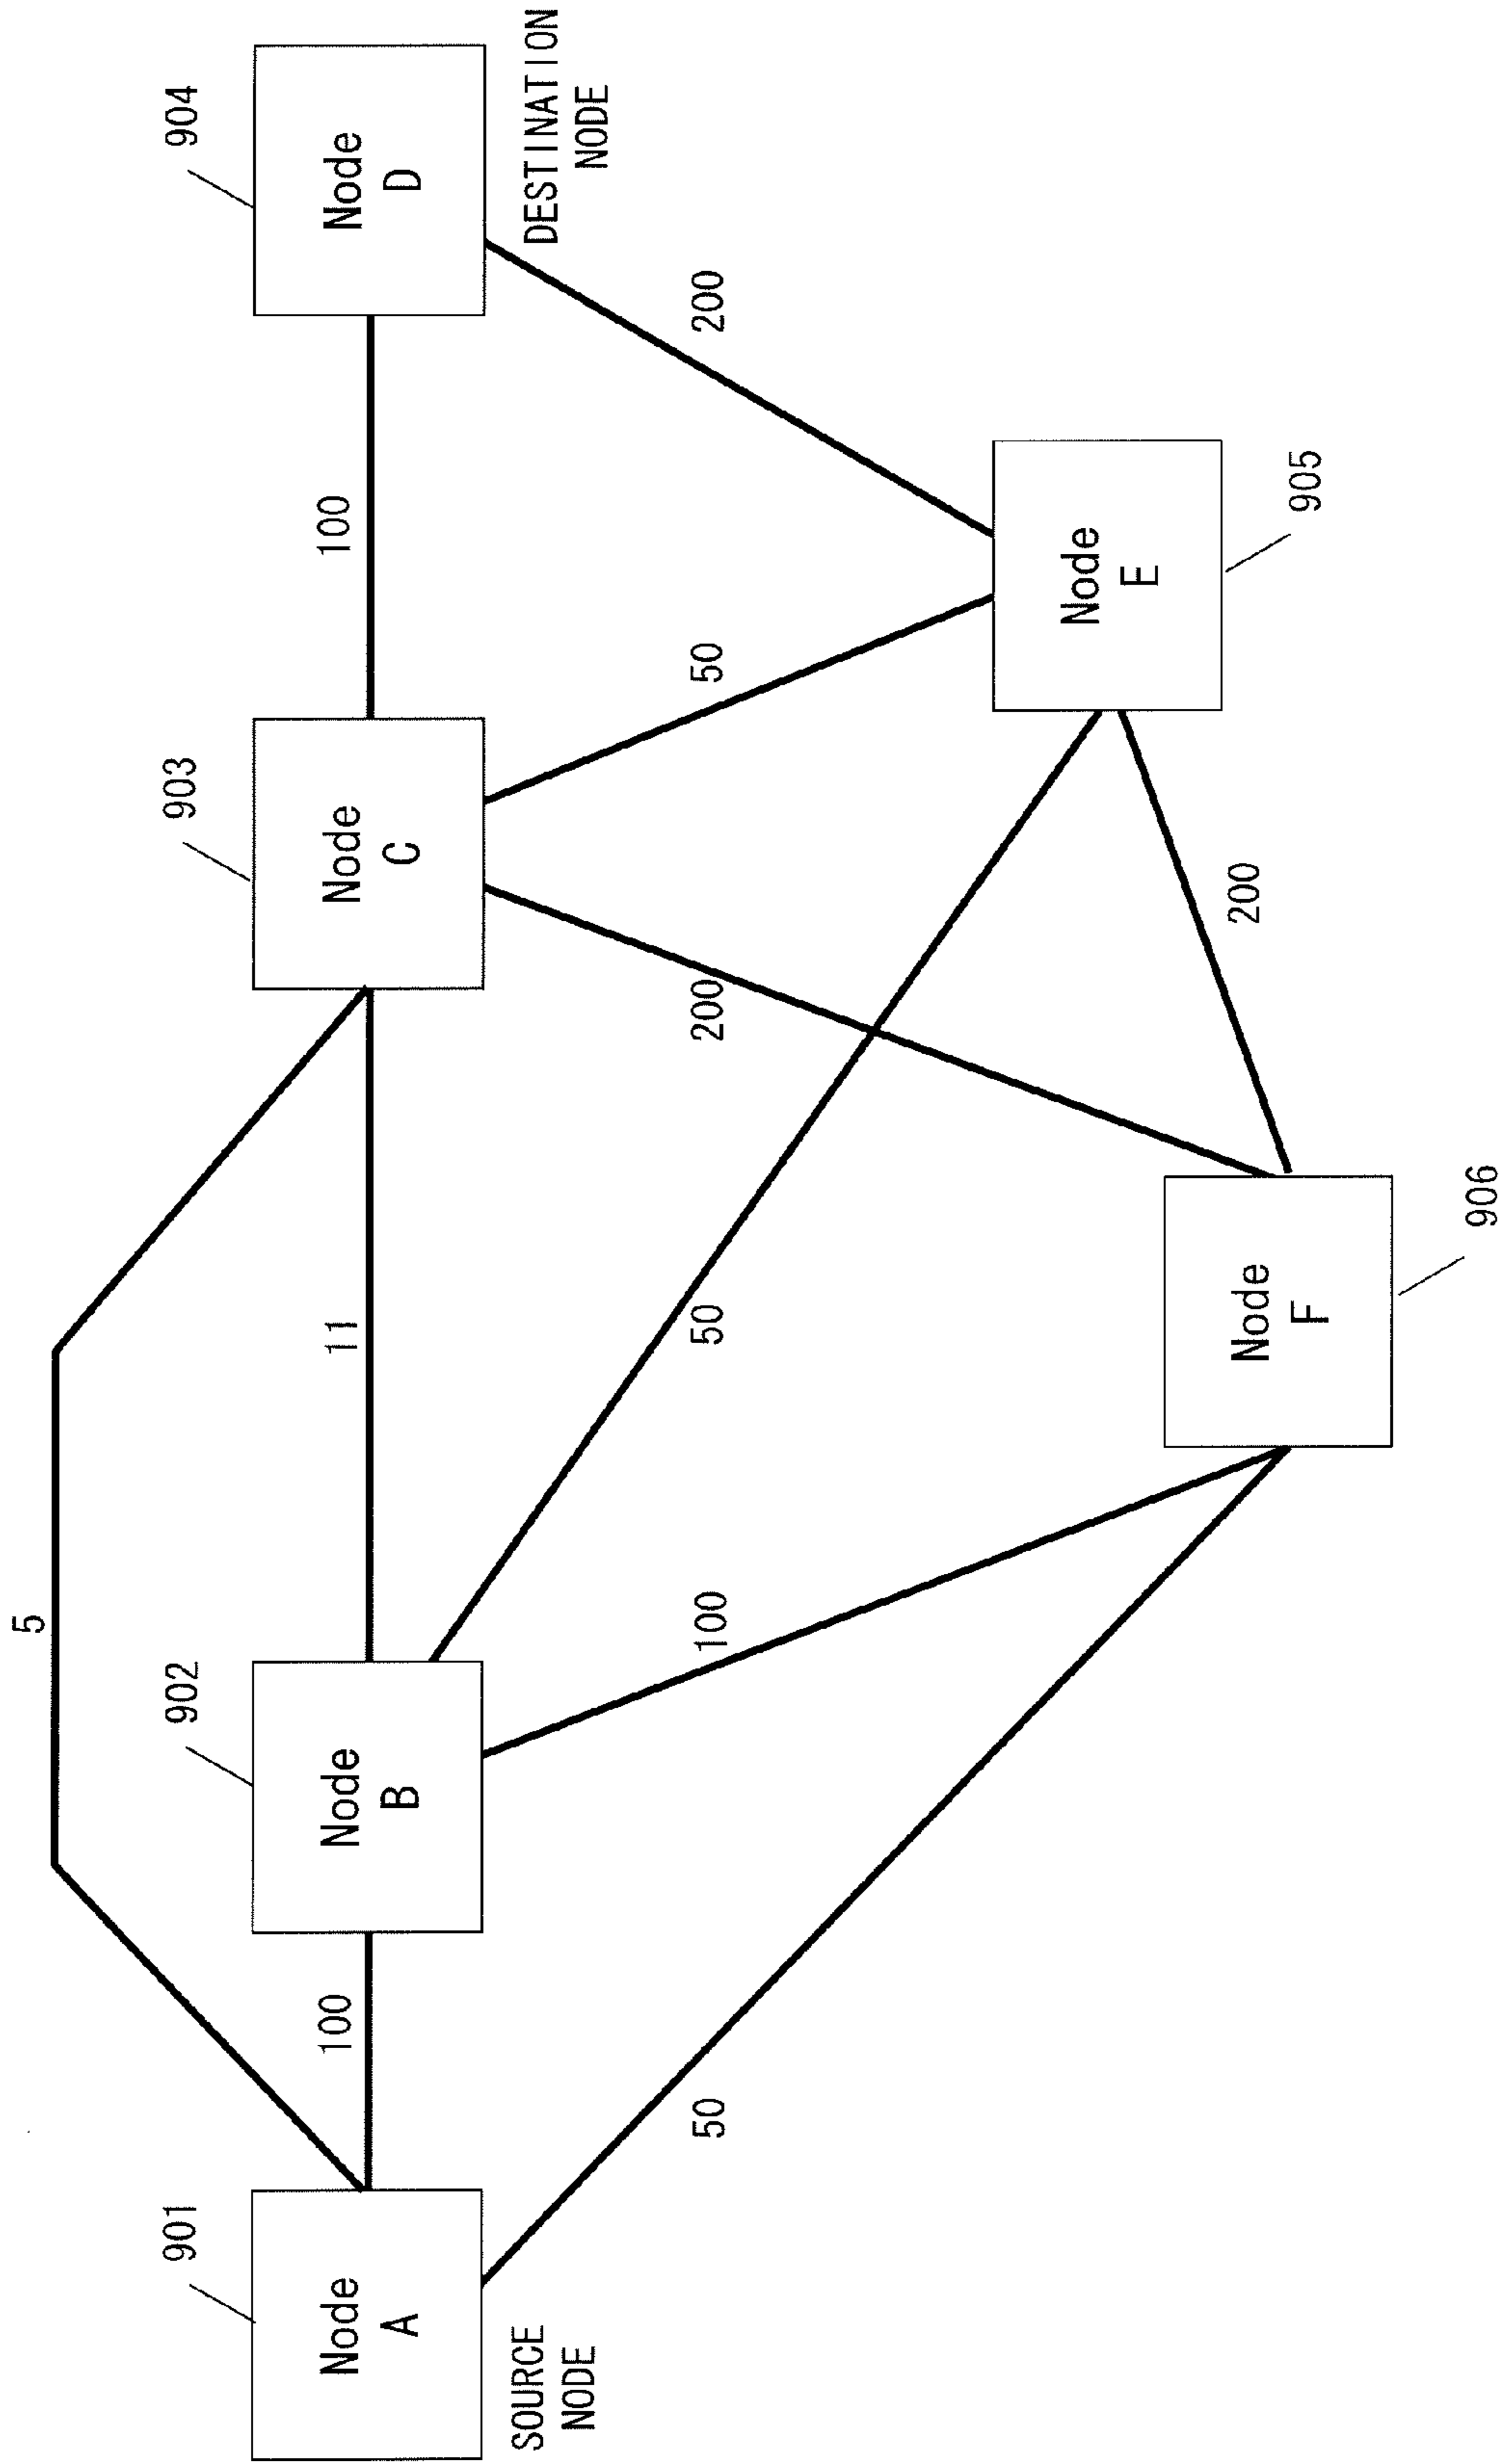 5
901
902
903
904
Node
A
100
Node
B
11
Node
C
100
Node
D
SOURCE
NODE
DESTINATION
NODE
50
100
50
200
50
200
200
Node
F
906
Node
E
905